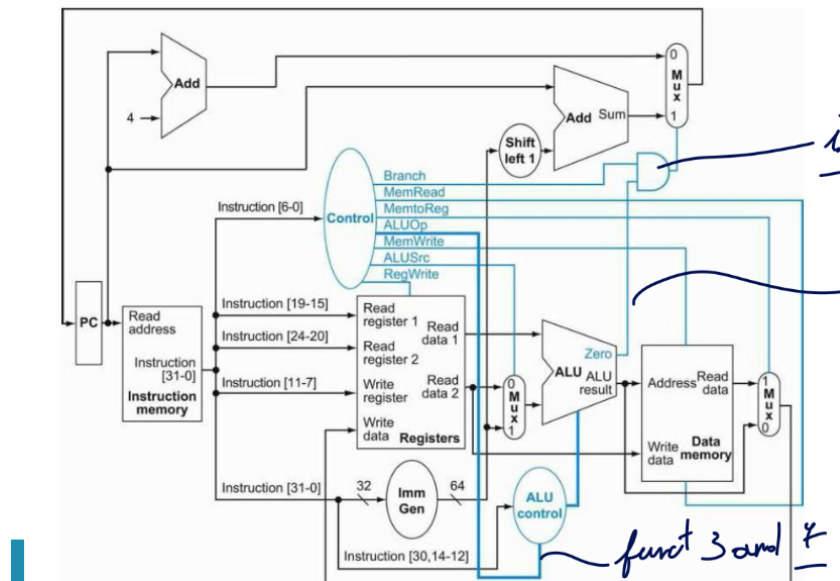 Add
4
0
Mux
1
Add Sum
Shift left 1
Branch
MemRead
MemtoReg
ALUOp
MemWrite
ALUSrc
RegWrite
Control
Instruction [6-0]
PC
Read address
Instruction [31-0]
Instruction memory
Instruction [19-15]
Instruction [24-20]
Instruction [11-7]
Instruction [31-0]
Instruction [30,14-12]
Read register 1
Read register 2
Write register
Write data
Read data 1
Read data 2
Registers
0
Mux
1
Zero
ALU
ALU result
Address
Read data
Write data
Data memory
1
Mux
0
32
Imm Gen
64
ALU control
funct 3 and 7